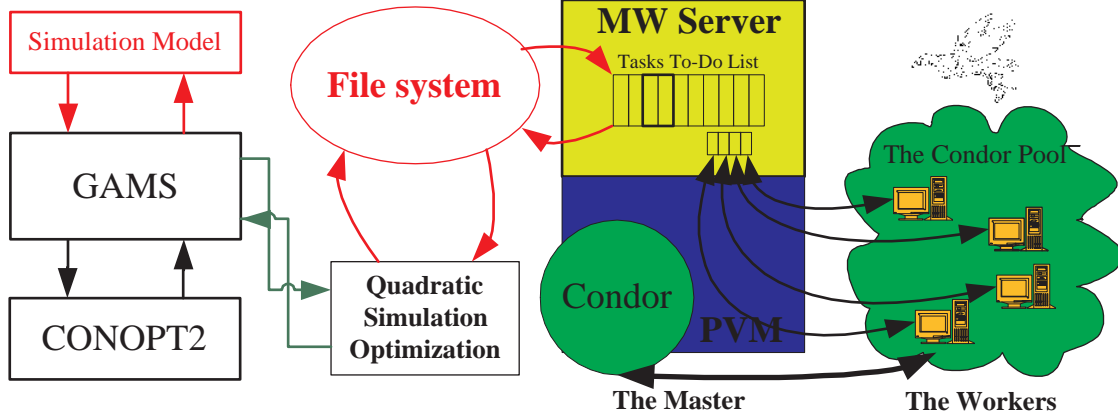 Simulation Model
GAMS
CONOPT2
File system
Quadratic
Simulation
Optimization
MW Server
Tasks To-Do List
Condor
PVM
The Master
The Condor Pool
The Workers